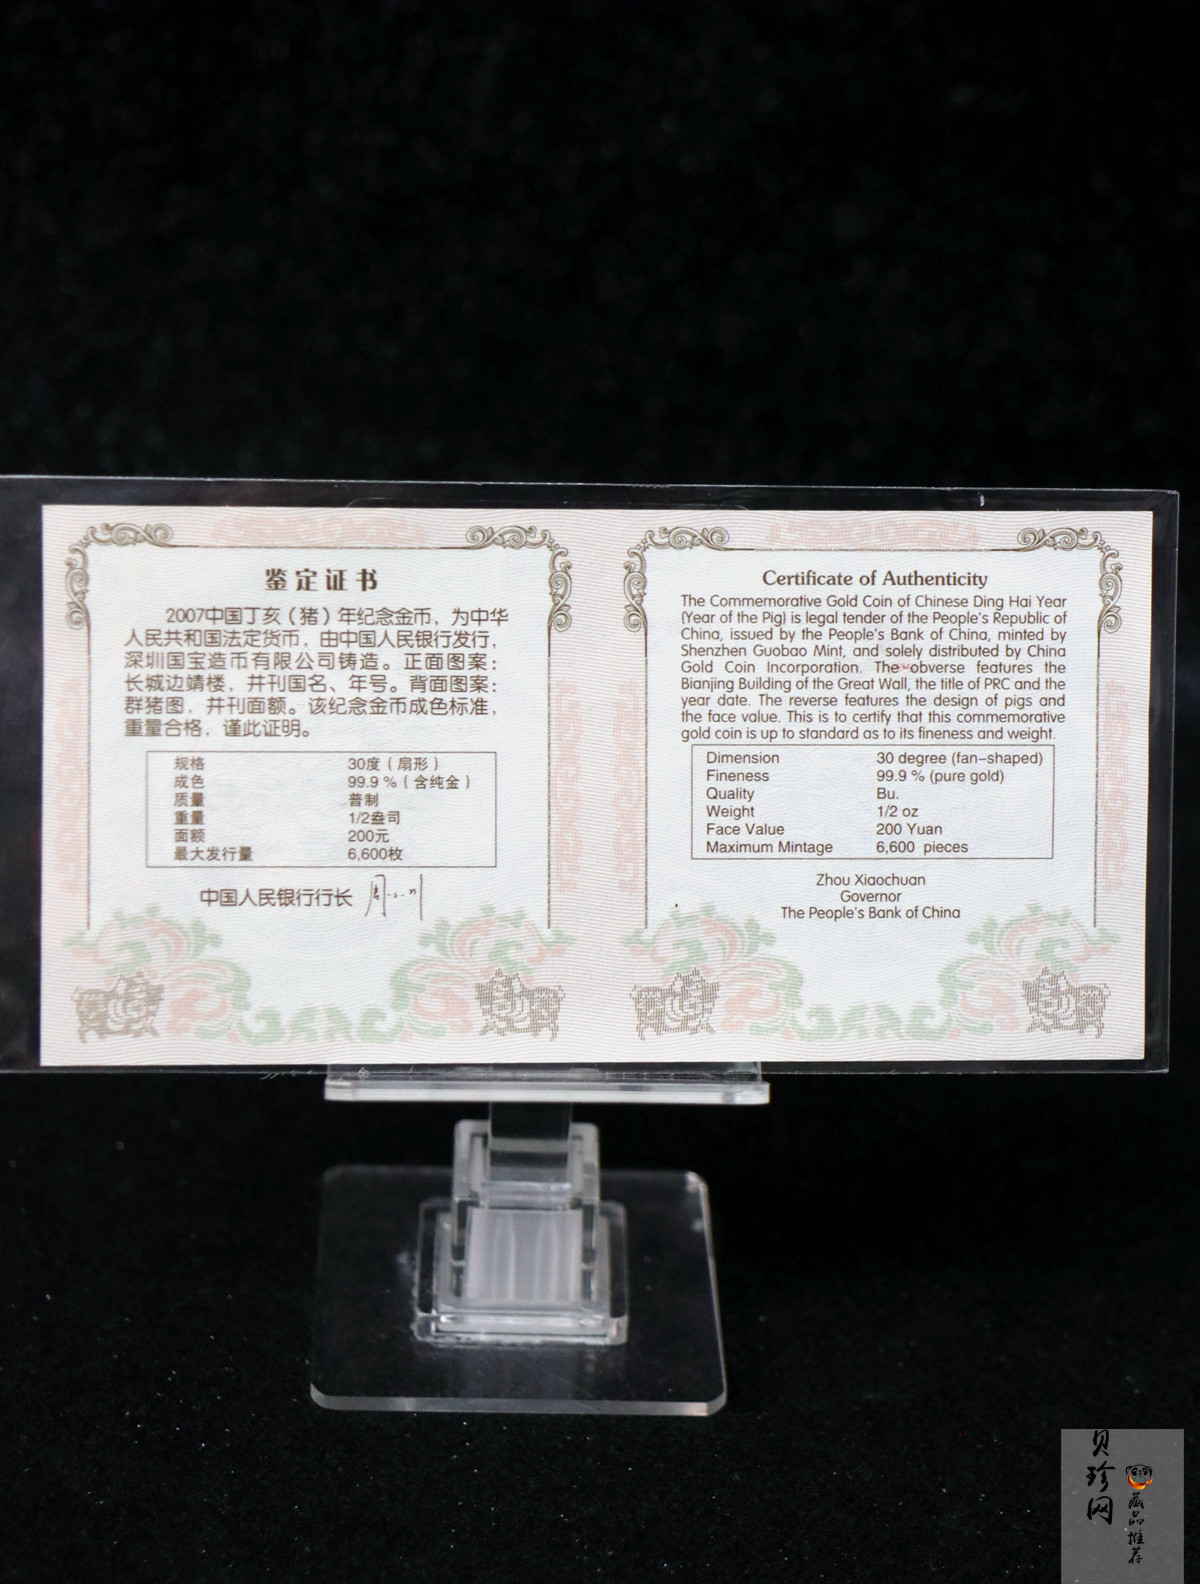 鉴定证书
2007中国丁亥（猪）年纪念金币，为中华
人民共和国法定货币，由中国人民银行发行，
深圳国宝造币有限公司铸造。正面图案：
长城边靖楼，并刊国名、年号。背面图案：
群猪图，并刊面额。该纪念金币成色标准，
重量合格，谨此证明。
规格 30度（扇形）
成色 99.9 %（含纯金）
质量 普制
重量 1/2盎司
面额 200元
最大发行量 6,600枚
中国人民银行行长
Certificate of Authenticity
The Commemorative Gold Coin of Chinese Ding Hai Year
(Year of the Pig) is legal tender of the People's Republic of
China, issued by the People's Bank of China, minted by
Shenzhen Guobao Mint, and solely distributed by China
Gold Coin Incorporation. The obverse features the
Bianjing Building of the Great Wall, the title of PRC and the
year date. The reverse features the design of pigs and
the face value. This is to certify that this commemorative
gold coin is up to standard as to its fineness and weight.
Dimension 30 degree (fan-shaped)
Fineness 99.9 % (pure gold)
Quality Bu.
Weight 1/2 oz
Face Value 200 Yuan
Maximum Mintage 6,600 pieces
Zhou Xiaochuan
Governor
The People's Bank of China
贝珍网
藏品推荐